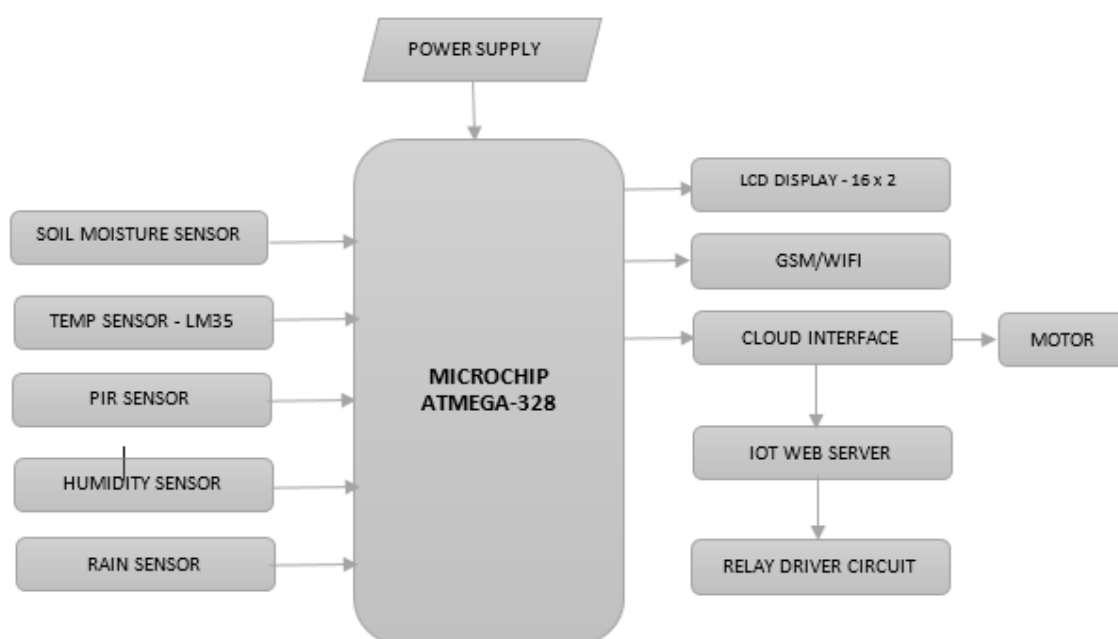 POWER SUPPLY
SOIL MOISTURE SENSOR
TEMP SENSOR - LM35
PIR SENSOR
HUMIDITY SENSOR
RAIN SENSOR
MICROCHIP
ATMEGA-328
LCD DISPLAY - 16 x 2
GSM/WIFI
CLOUD INTERFACE
MOTOR
IOT WEB SERVER
RELAY DRIVER CIRCUIT